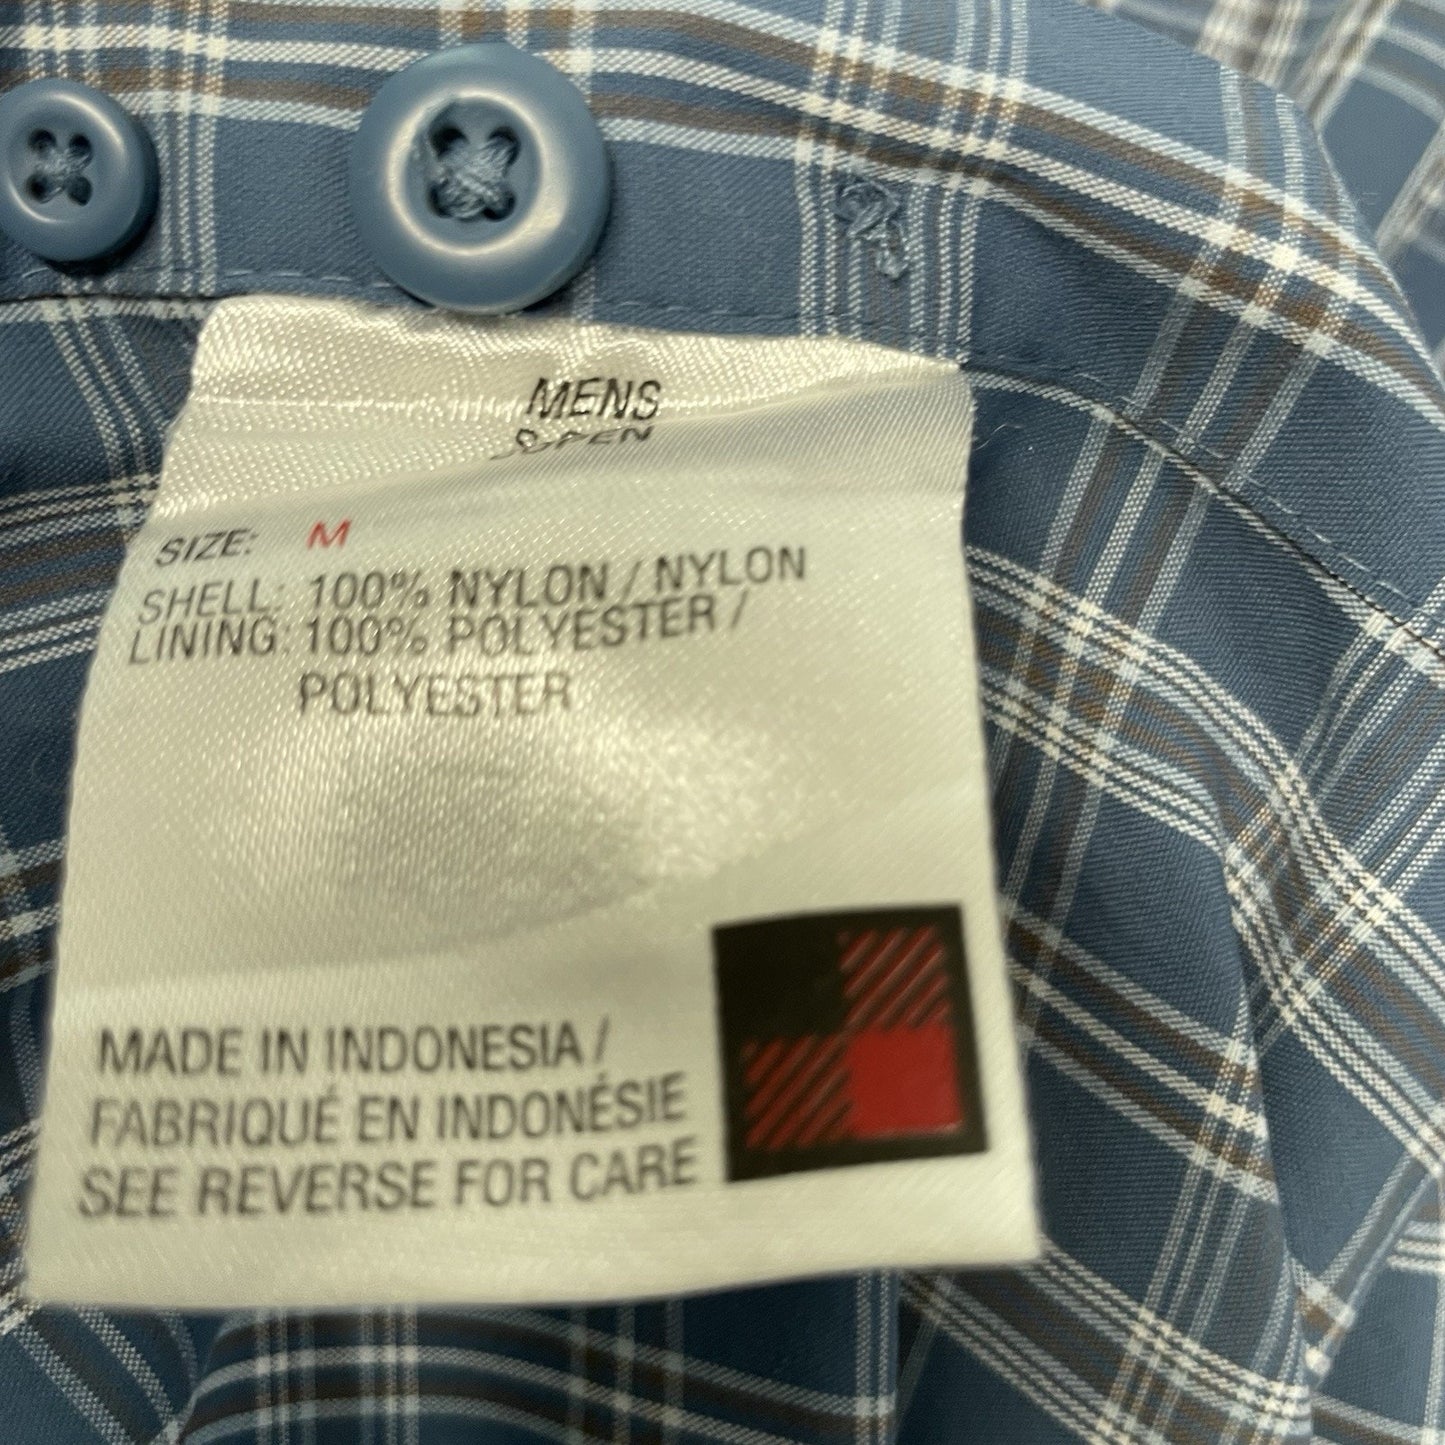 MENS
SIZE: M
SHELL: 100% NYLON / NYLON
LINING: 100% POLYESTER /
POLYESTER
MADE IN INDONESIA /
FABRIQUÉ EN INDONÉSIE
SEE REVERSE FOR CARE